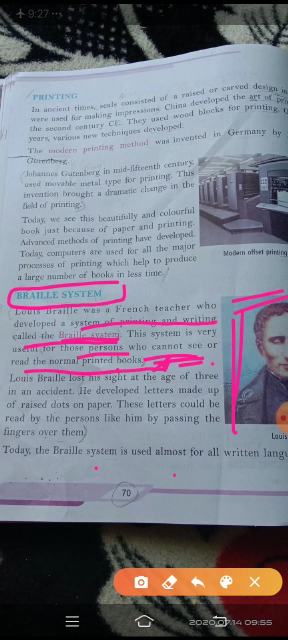 9:27
PRINTING
In ancient times, seals consisted of a raised or carved design
were used for making impressions. China developed the art of
the second century CE. They used wood blocks for printing.
years, various new techniques developed.
The modern printing method was invented in Germany by
Gutenberg.
Johannes Gutenberg in mid-fifteenth century,
used movable metal type for printing. This
invention brought a dramatic change in the
field of printing.
Today, we see this beautifully and colourful
book just because of paper and printing.
Advanced methods of printing have developed.
Today, computers are used for all the major
processes of printing which help to produce
a large number of books in less time.
Modern offset printing
BRAILLE SYSTEM
Louis Braille was a French teacher who
developed a system of printing and writing
called the Braille system. This system is very
useful for those persons who cannot see or
read the normal printed books.
Louis Braille lost his sight at the age of three
in an accident. He developed letters made up
of raised dots on paper. These letters could be
read by the persons like him by passing the
fingers over them.
Louis
Today, the Braille system is used almost for all written
70
2020.07.14 09:55